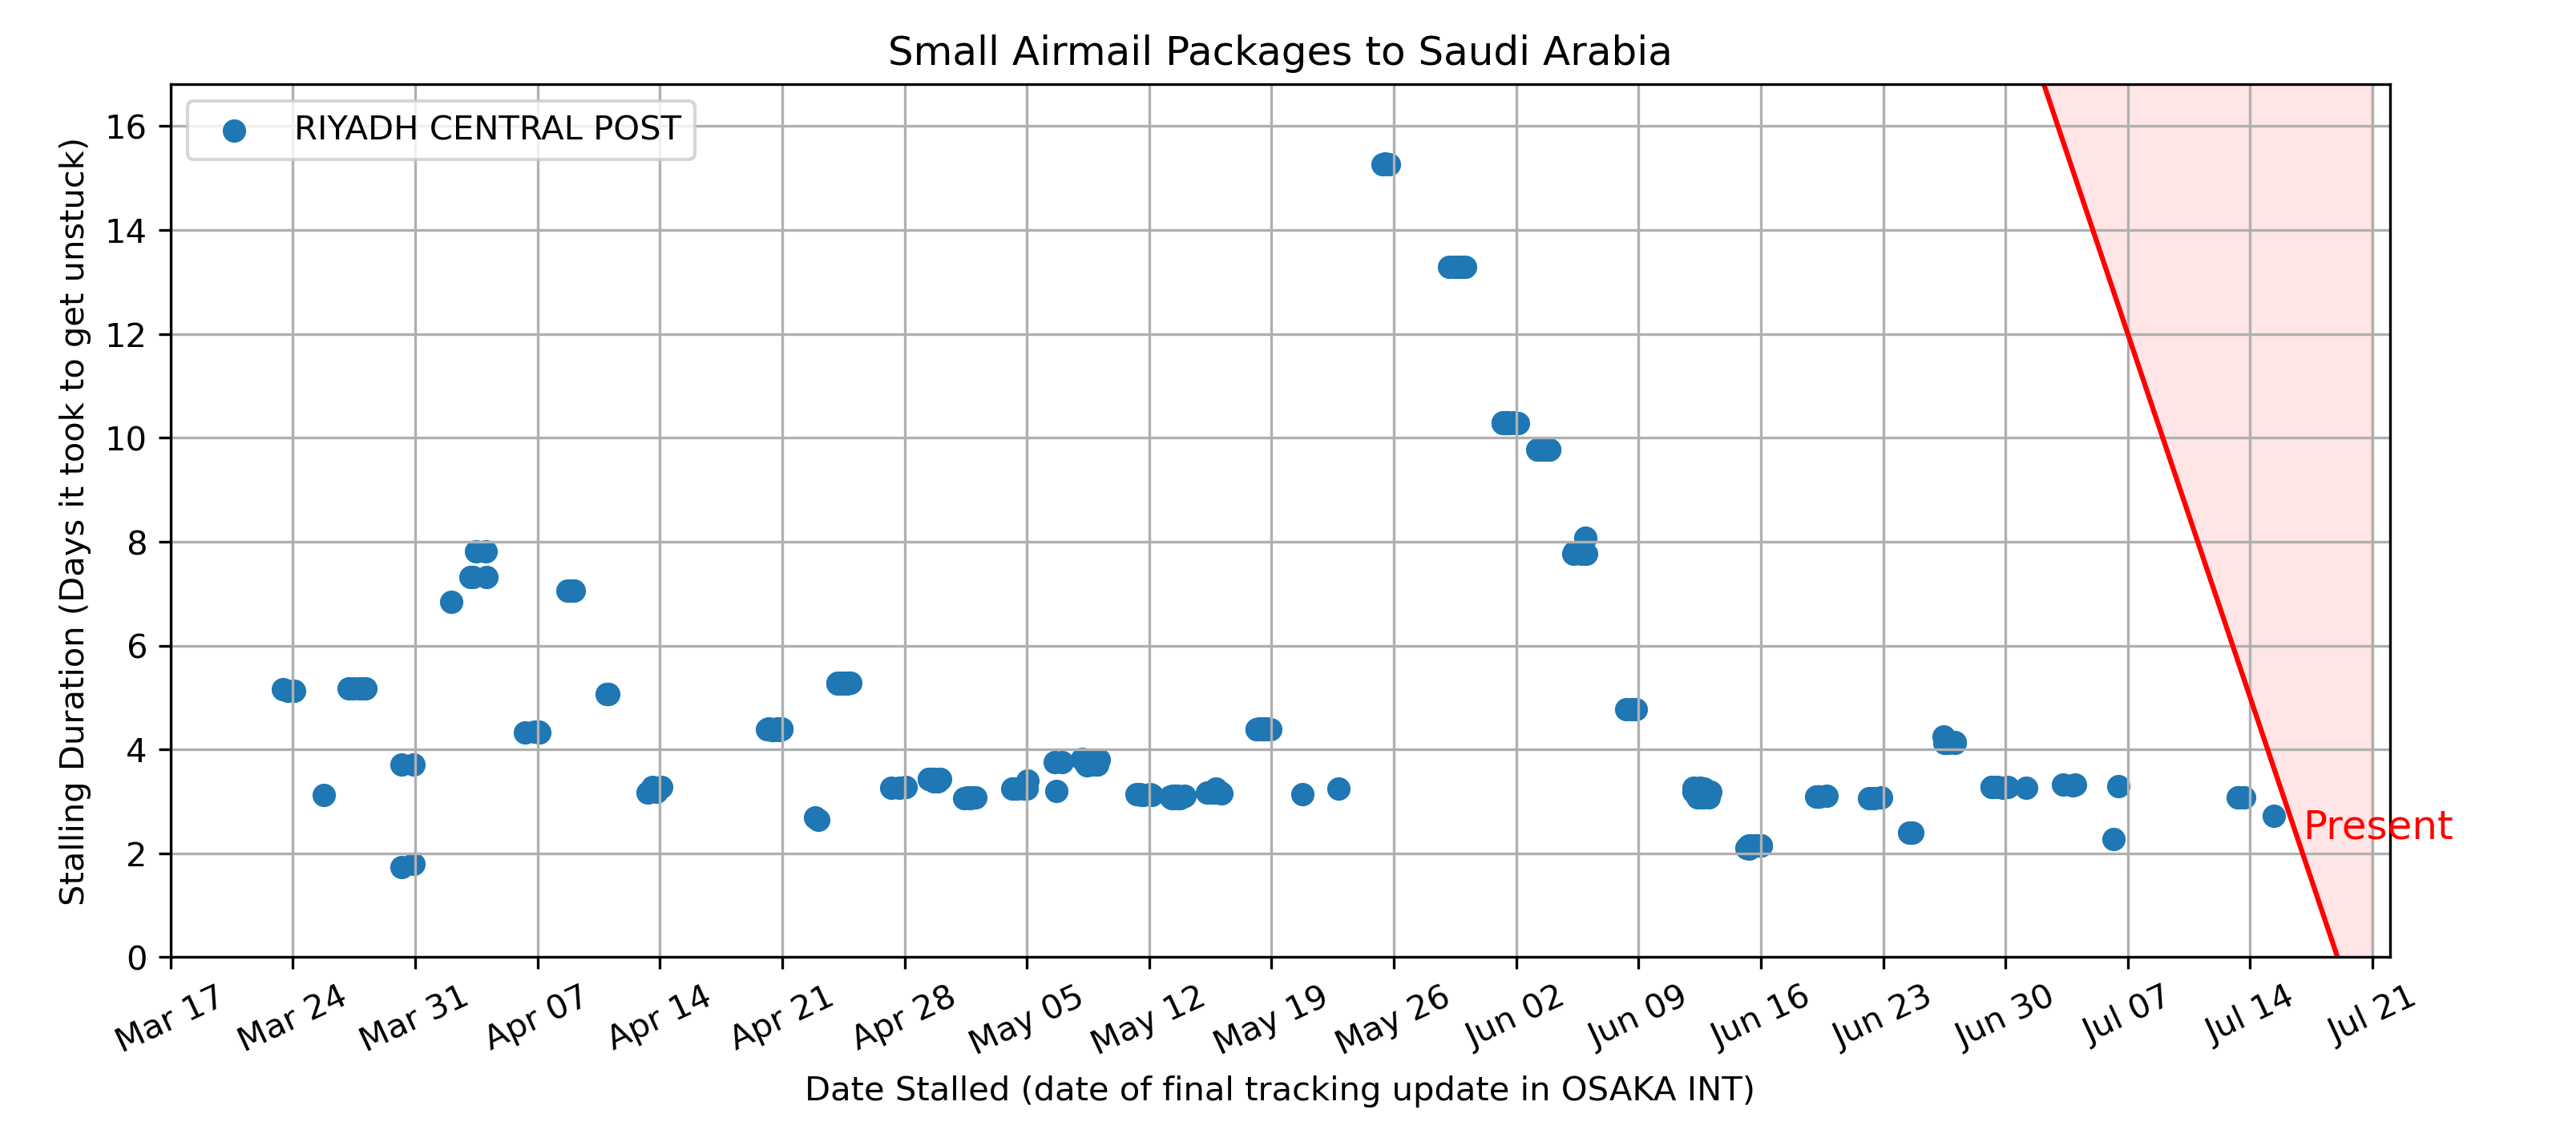 Small Airmail Packages to Saudi Arabia
RIYADH CENTRAL POST
Stalling Duration (Days it took to get unstuck)
16
14
12
10
8
6
4
2
0
Present
Mar 17 Mar 24 Mar 31 Apr 07 Apr 14 Apr 21 Apr 28 May 05 May 12 May 19 May 26 Jun 02 Jun 09 Jun 16 Jun 23 Jun 30 Jul 07 Jul 14 Jul 21
Date Stalled (date of final tracking update in OSAKA INT)